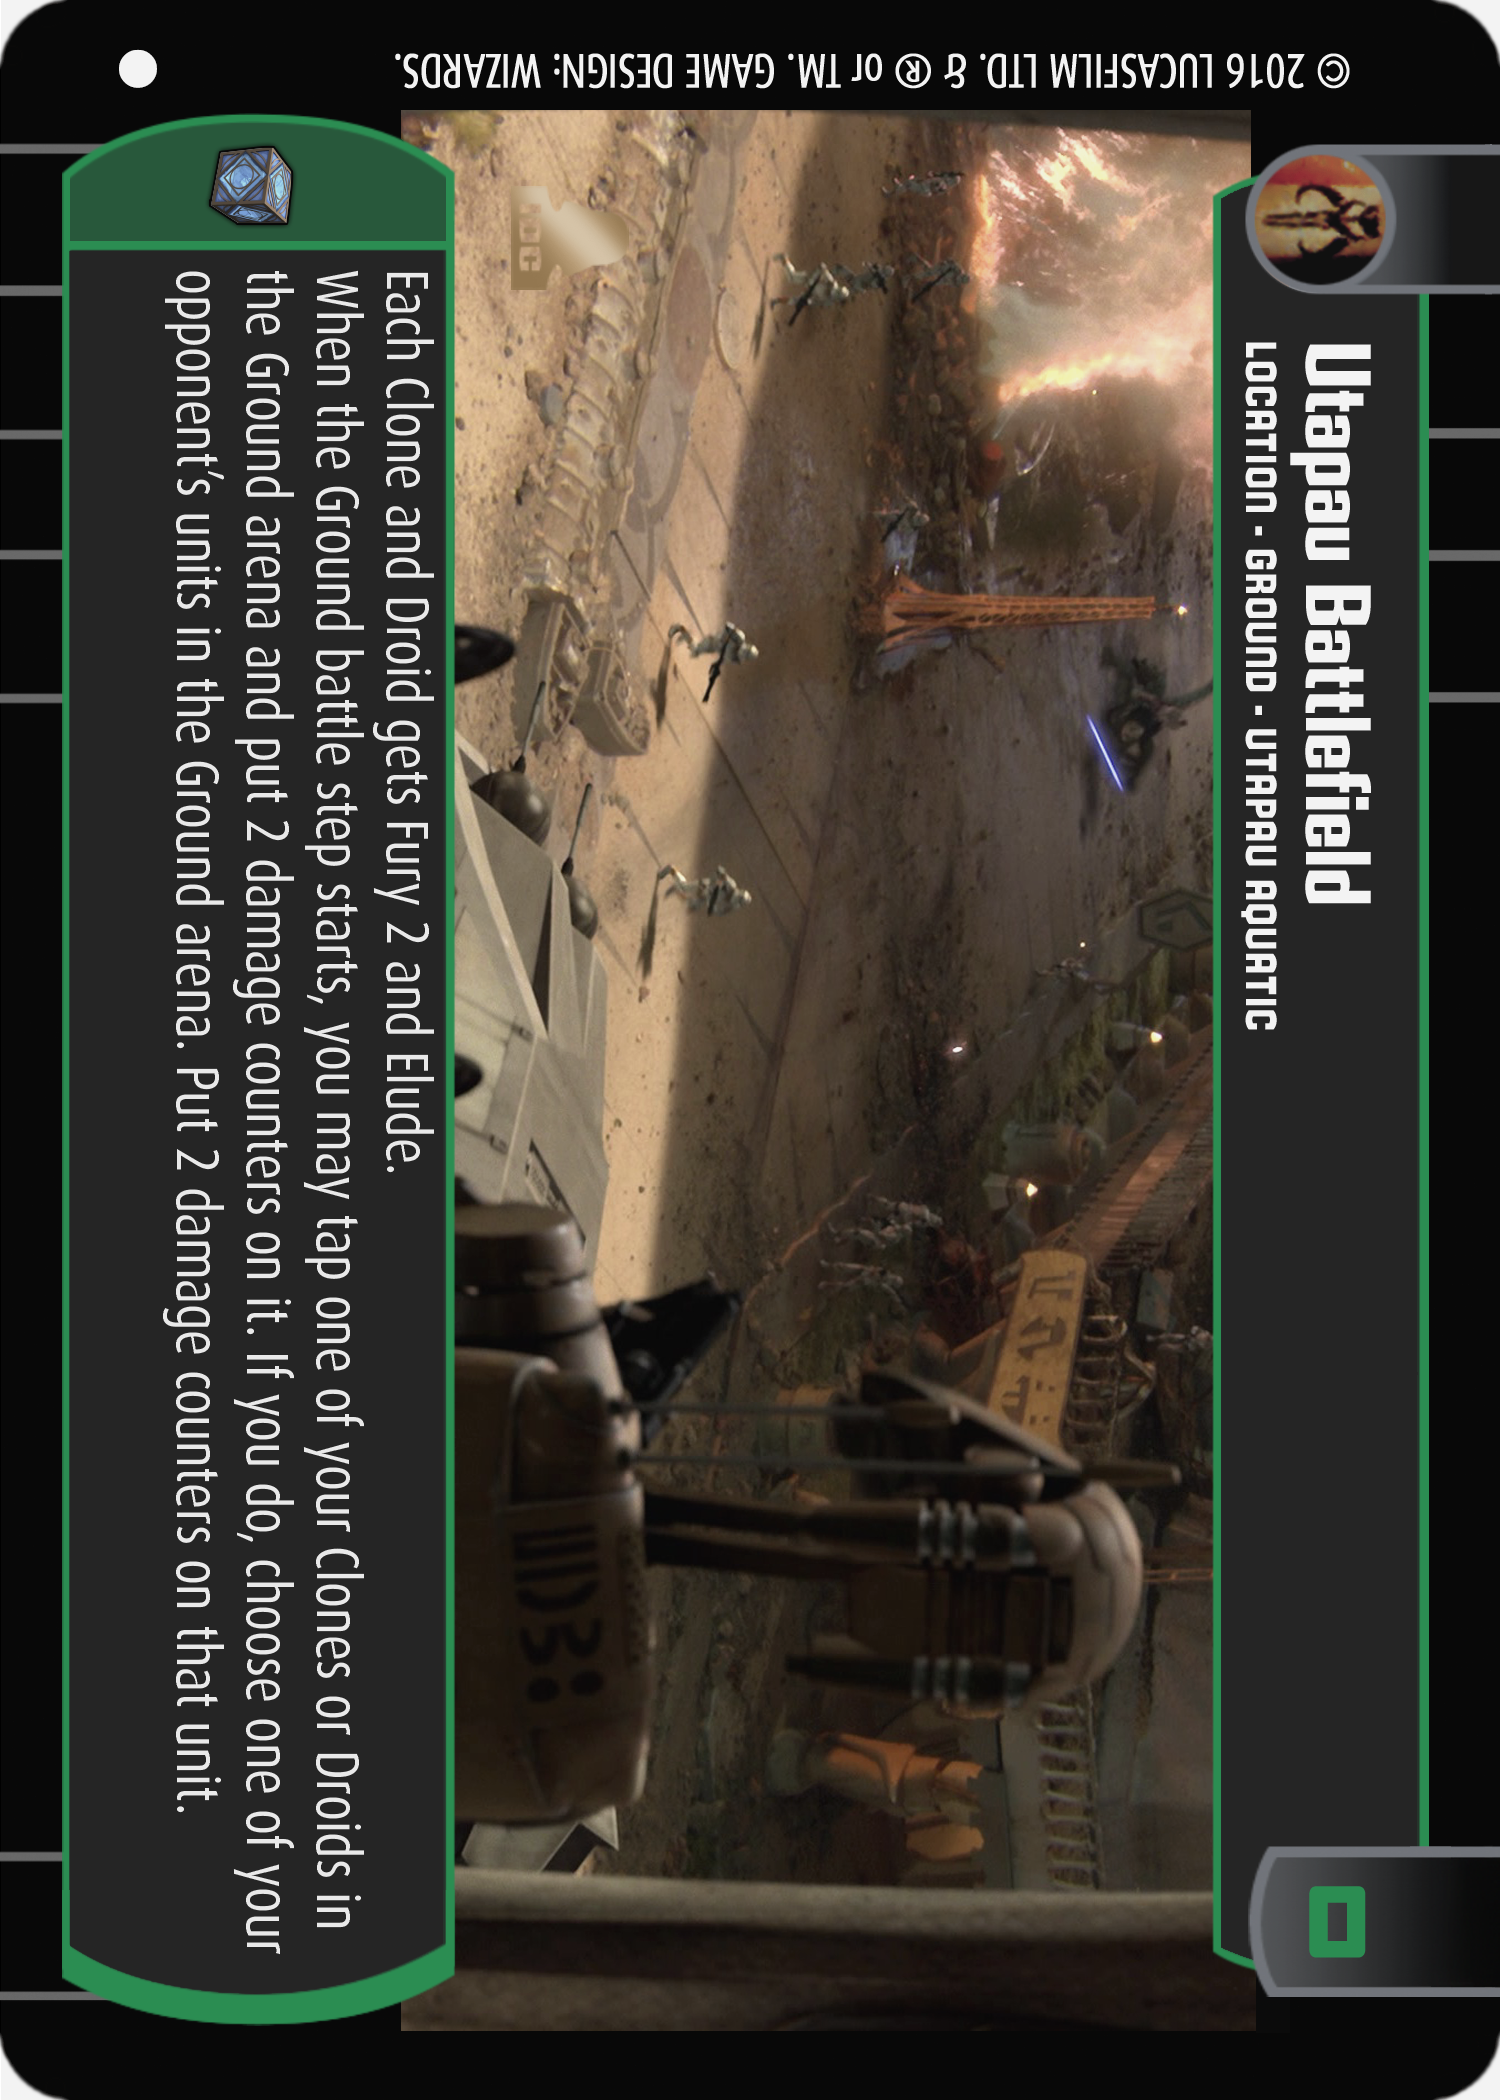 Utapau Battlefield
LOCATION · GROUND · UTAPAU AQUATIC
Each Clone and Droid gets Fury 2 and Elude.
When the Ground battle step starts, you may tap one of your Clones or Droids in
the Ground arena and put 2 damage counters on it. If you do, choose one of your
opponent's units in the Ground arena. Put 2 damage counters on that unit.
0
© 2016 LUCASFILM LTD. & ® or TM. GAME DESIGN: WIZARDS.
IDC